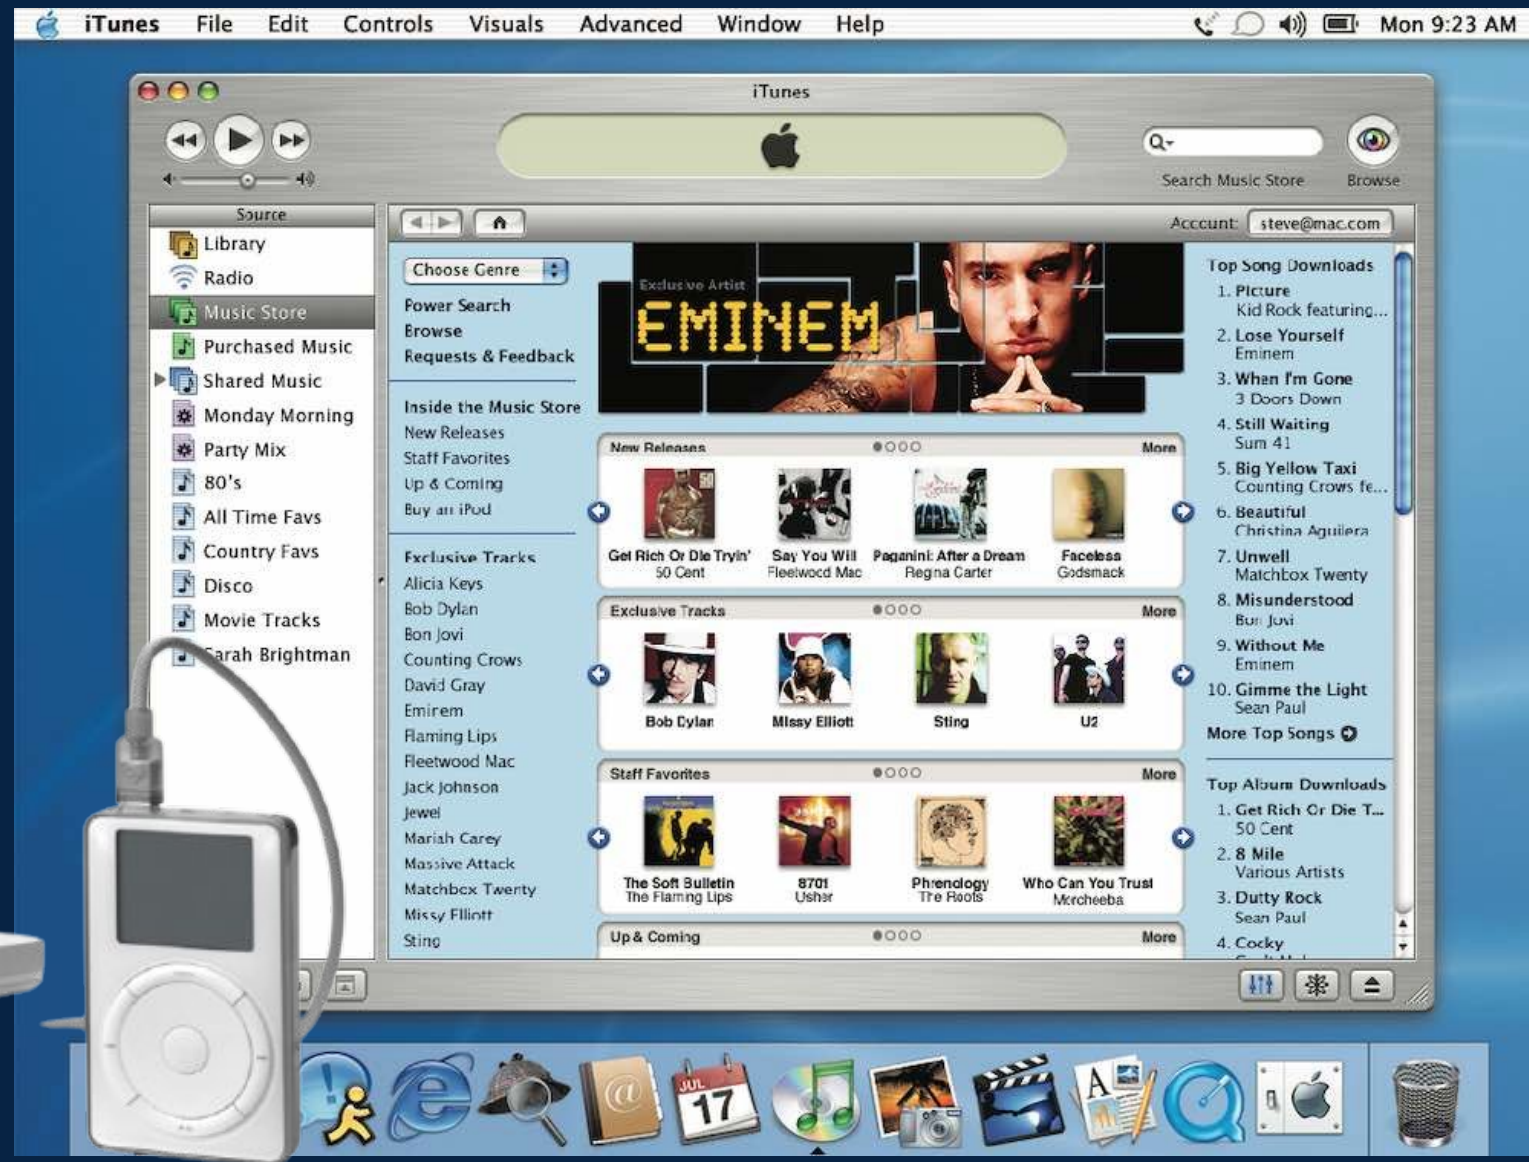 iTunes File Edit Controls Visuals Advanced Window Help Mon 9:23 AM
iTunes
Search Music Store Browse
Source
Library
Radio
Music Store
Purchased Music
Shared Music
Monday Morning
Party Mix
80's
All Time Favs
Country Favs
Disco
Movie Tracks
Sarah Brightman
Account: steve@mac.com
Choose Genre
Power Search
Browse
Requests & Feedback
Inside the Music Store
New Releases
Staff Favorites
Up & Coming
Buy an iPod
Exclusive Tracks
Alicia Keys
Bob Dylan
Bon Jovi
Counting Crows
David Gray
Eminem
Flaming Lips
Fleetwood Mac
Jack Johnson
Jewel
Mariah Carey
Massive Attack
Matchbox Twenty
Missy Elliott
Sting
Exclusive Artist
EMINEM
New Releases More
Get Rich Or Die Tryin' Say You Will Paganini: After a Dream Faceless
50 Cent Fleetwood Mac Regina Carter Godsmack
Exclusive Tracks More
Bob Dylan Missy Elliott Sting U2
Staff Favorites More
The Soft Bulletin 8701 Phrenology Who Can You Trust
The Flaming Lips Usher The Roots Morcheeba
Up & Coming More
Top Song Downloads
1. Picture
Kid Rock featuring...
2. Lose Yourself
Eminem
3. When I'm Gone
3 Doors Down
4. Still Waiting
Sum 41
5. Big Yellow Taxi
Counting Crows fe...
6. Beautiful
Christina Aguilera
7. Unwell
Matchbox Twenty
8. Misunderstood
Bon Jovi
9. Without Me
Eminem
10. Gimme the Light
Sean Paul
More Top Songs
Top Album Downloads
1. Get Rich Or Die T...
50 Cent
2. 8 Mile
Various Artists
3. Dutty Rock
Sean Paul
4. Cocky
JUL
17